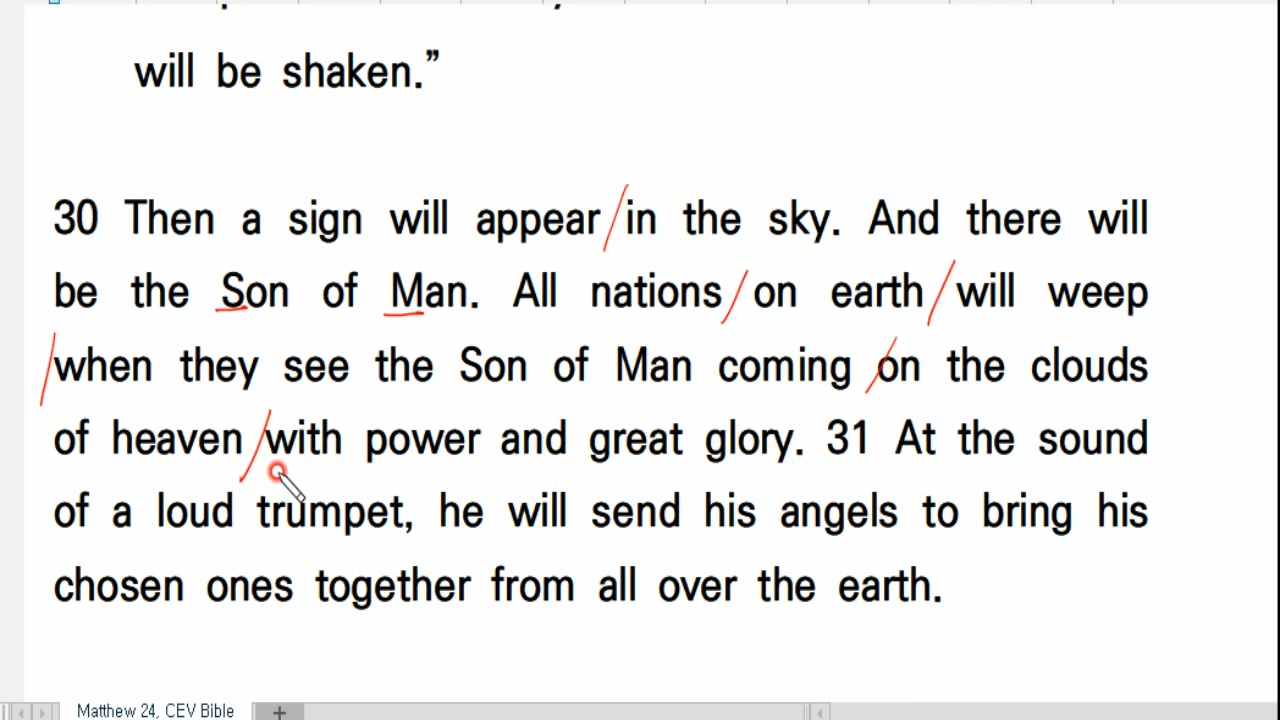 will be shaken.”
30 Then a sign will appear in the sky. And there will
be the Son of Man. All nations on earth will weep
when they see the Son of Man coming on the clouds
of heaven with power and great glory. 31 At the sound
of a loud trumpet, he will send his angels to bring his
chosen ones together from all over the earth.
Matthew 24, CEV Bible